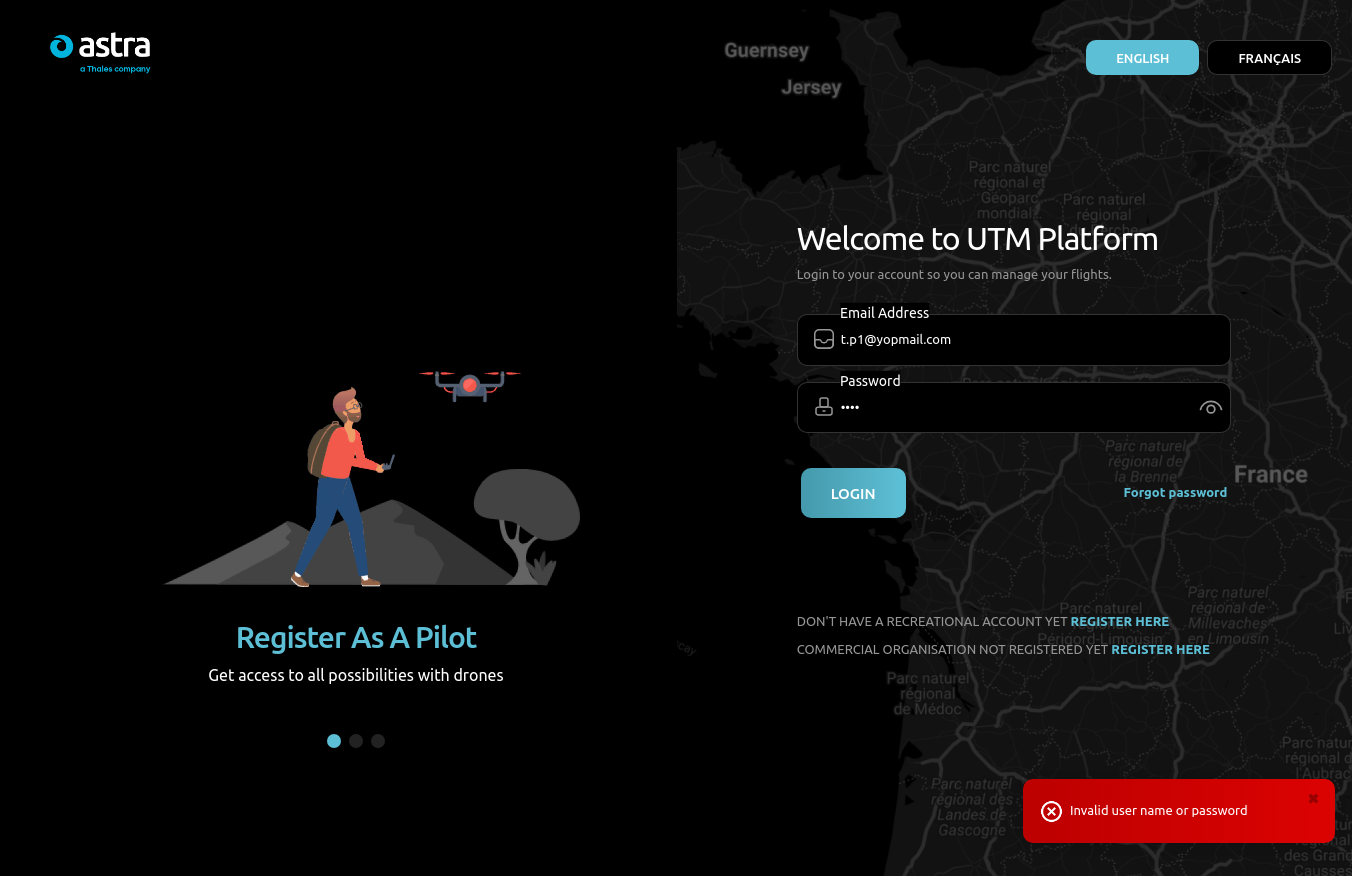 astra
a Thales company
Guernsey
Jersey
ENGLISH
FRANÇAIS
Parc naturel
régional et
Géoparc
mondial…
Parc naturel
régional
Welcome to UTM Platform
Login to your account so you can manage your flights.
Email Address
t.p1@yopmail.com
Password
••••
Parc naturel
régional de
la Brenne
France
LOGIN
Forgot password
Parc naturel
régional de
Millevaches
en Limousin
Parc naturel
Périgord-Limousin
DON'T HAVE A RECREATIONAL ACCOUNT YET REGISTER HERE
COMMERCIAL ORGANISATION NOT REGISTERED YET REGISTER HERE
Register As A Pilot
Get access to all possibilities with drones
Parc naturel
régional
de Médoc
Parc naturel
régional des
Landes de
Gascogne
Parc natur
régional d
l'Aubrac
Invalid user name or password
des Grand
Causses